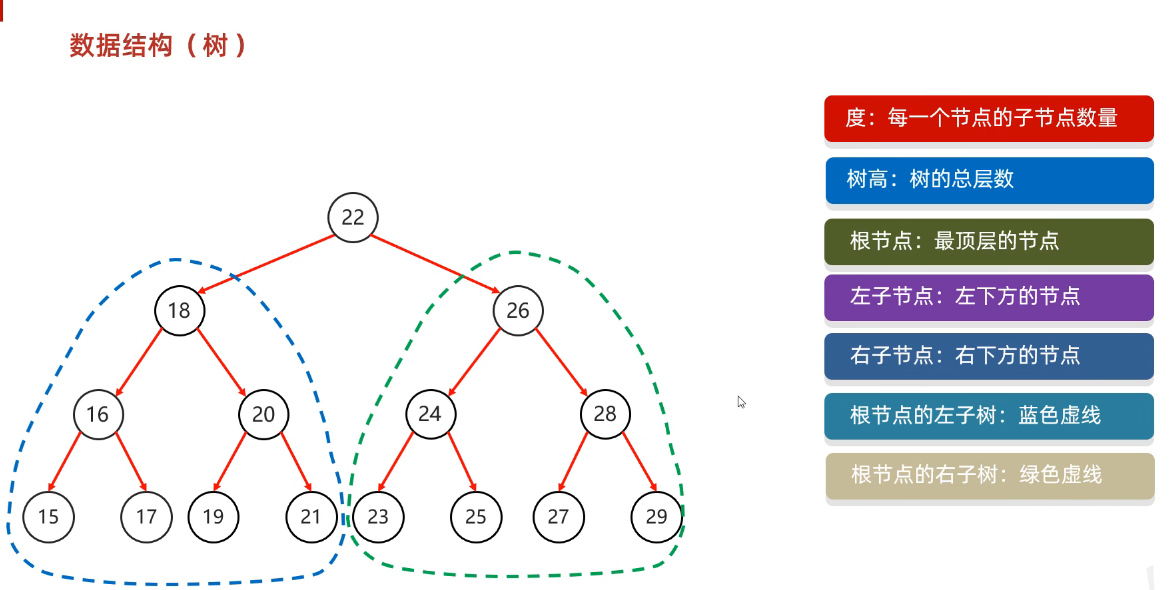 数据结构（树）
度：每一个节点的子节点数量
树高：树的总层数
根节点：最顶层的节点
左子节点：左下方的节点
右子节点：右下方的节点
根节点的左子树：蓝色虚线
根节点的右子树：绿色虚线
22
18 26
16 20 24 28
15 17 19 21 23 25 27 29